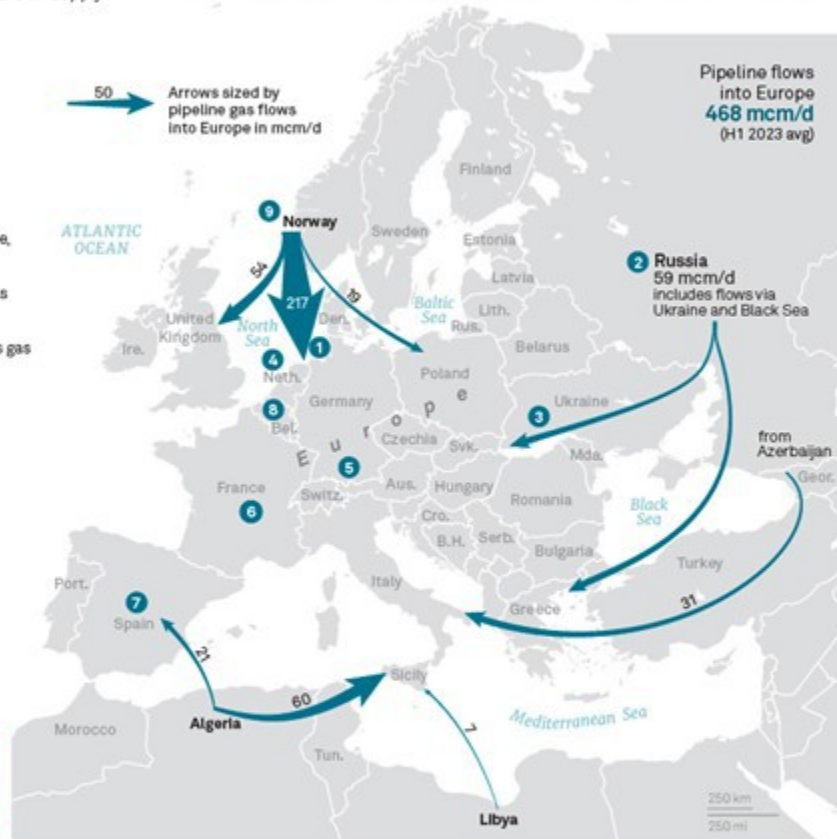 50
Arrows sized by
pipeline gas flows
into Europe in mcm/d
Pipeline flows
into Europe
468 mcm/d
(H1 2023 avg)
Finland
9
Norway
ATLANTIC
OCEAN
Sweden
Estonia
2 Russia
59 mcm/d
includes flows via
Ukraine and Black Sea
54
217
19
Latvia
Baltic
Sea
Lith.
Rus.
United
Kingdom
North
Sea
Den.
Ire.
s gas
4
1
Belarus
Neth.
Poland
Germany
8
Bel.
3
Ukraine
Europe
Czechia
Svk.
Mda.
from
Azerbaijan
Geor.
5
France
6
Switz.
Aus.
Hungary
Romania
Black
Sea
Cro.
B.H.
Serb.
Bulgaria
Turkey
Port.
7
Spain
Italy
Greece
31
21
60
Sicily
Algeria
Morocco
Tun.
7
Mediterranean Sea
Libya
250 km
250 mi